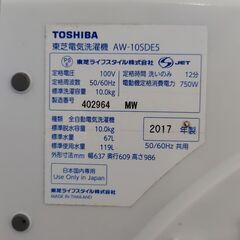 TOSHIBA
東芝電気洗濯機 AW-10SDE5
東芝ライフスタイル株式会社 JET
定格電圧 100V 定格時間 洗いのみ 12分
定格周波数 50/60Hz 電動機定格消費電力 750W
標準洗濯容量 10.0kg
製造番号 402964 MW
種類 全自動電気洗濯機
標準脱水容量 10.0kg
標準水量 67L
標準使用水量 119L
外形寸法mm 幅637 奥行609 高さ986
2017 年製
50/60Hz 共用
日本国内専用
Use Only in Japan
東芝ライフスタイル株式会社
MADE IN THAILAND